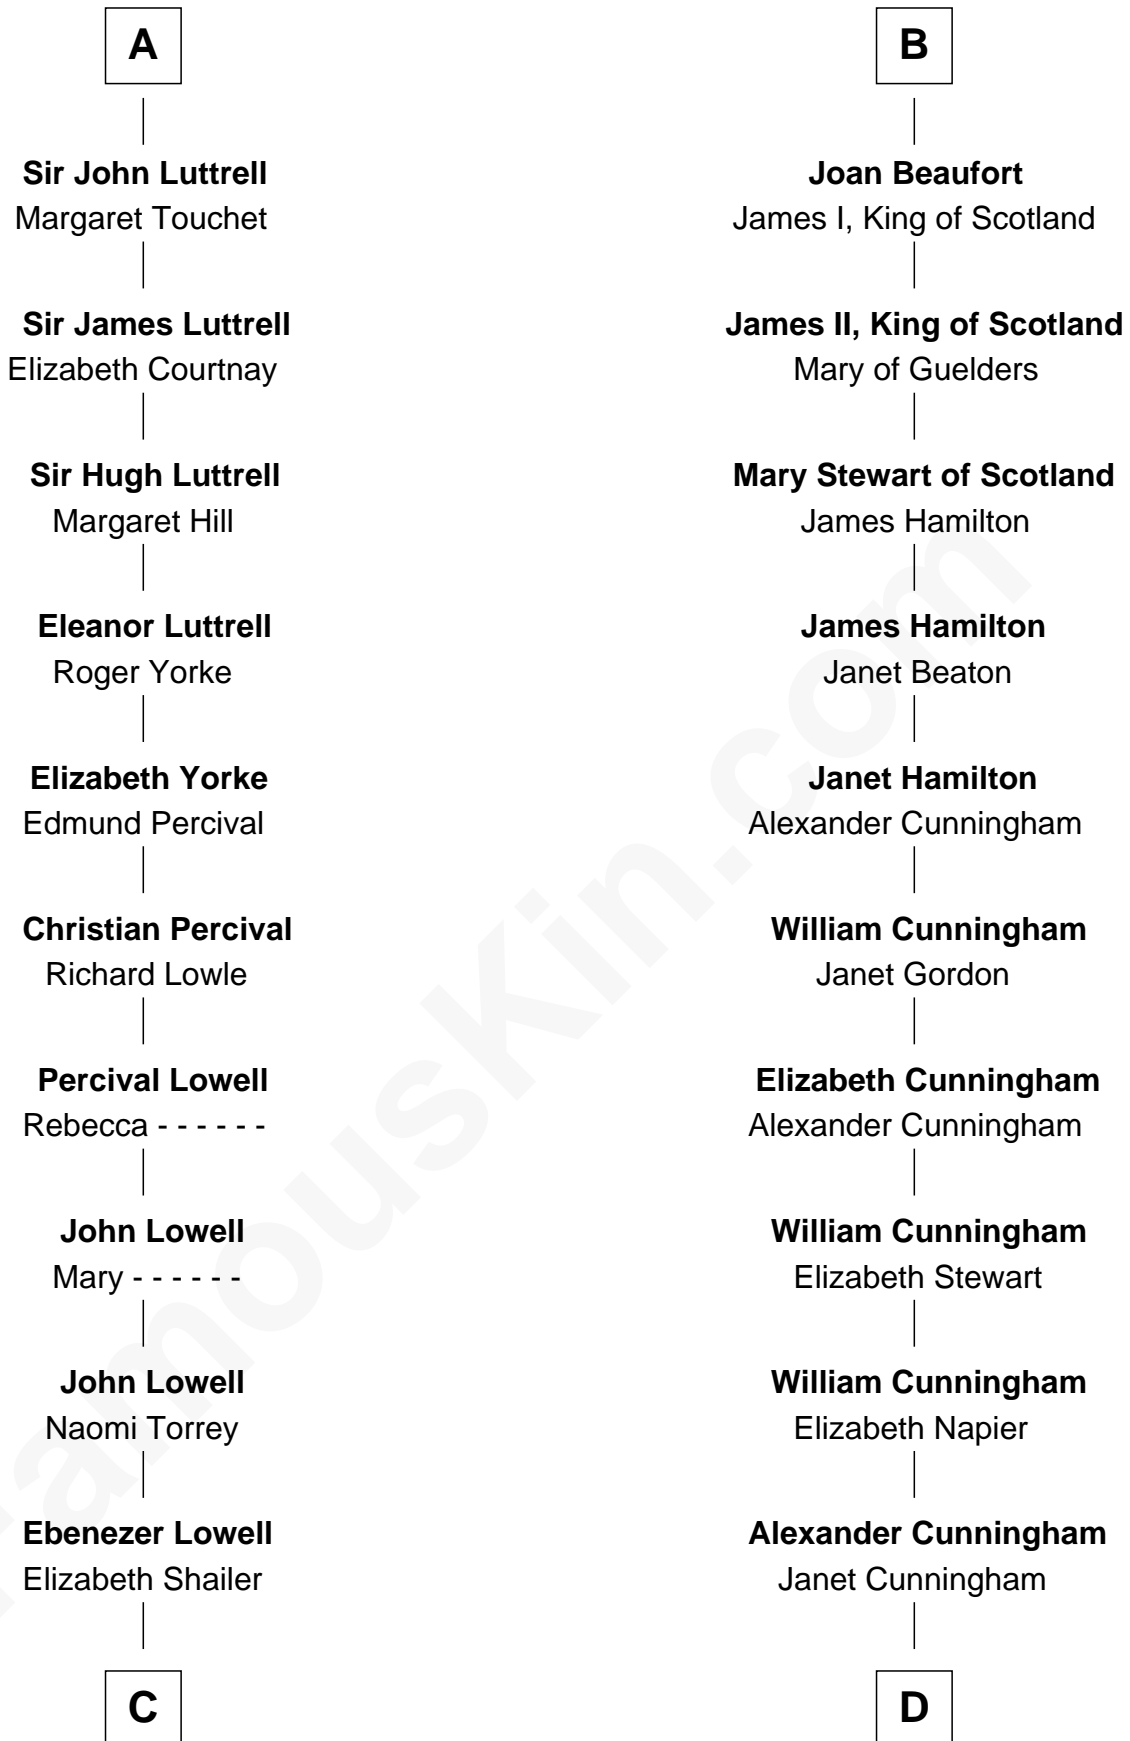 A
Sir John Luttrell
Margaret Touchet
Sir James Luttrell
Elizabeth Courtnay
Sir Hugh Luttrell
Margaret Hill
Eleanor Luttrell
Roger Yorke
Elizabeth Yorke
Edmund Percival
Christian Percival
Richard Lowle
Percival Lowell
Rebecca - - - - - -
John Lowell
Mary - - - - - -
John Lowell
Naomi Torrey
Ebenezer Lowell
Elizabeth Shailer
C
B
Joan Beaufort
James I, King of Scotland
James II, King of Scotland
Mary of Guelders
Mary Stewart of Scotland
James Hamilton
James Hamilton
Janet Beaton
Janet Hamilton
Alexander Cunningham
William Cunningham
Janet Gordon
Elizabeth Cunningham
Alexander Cunningham
William Cunningham
Elizabeth Stewart
William Cunningham
Elizabeth Napier
Alexander Cunningham
Janet Cunningham
D
FamousKin.com